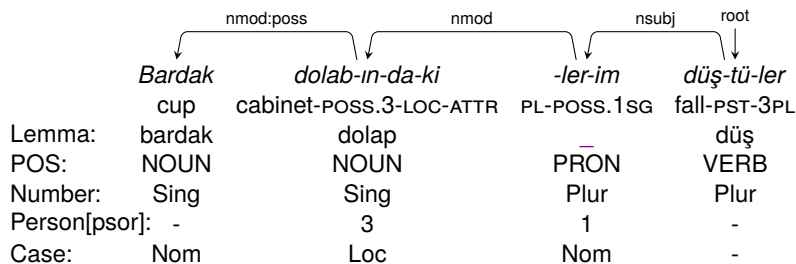 nmod:poss nmod nsubj root
Bardak dolab-ın-da-ki -ler-im düş-tü-ler
cup cabinet-POSS.3-LOC-ATTR PL-POSS.1SG fall-PST-3PL
Lemma: bardak dolap _ düş
POS: NOUN NOUN PRON VERB
Number: Sing Sing Plur Plur
Person[psor]: - 3 1 -
Case: Nom Loc Nom -